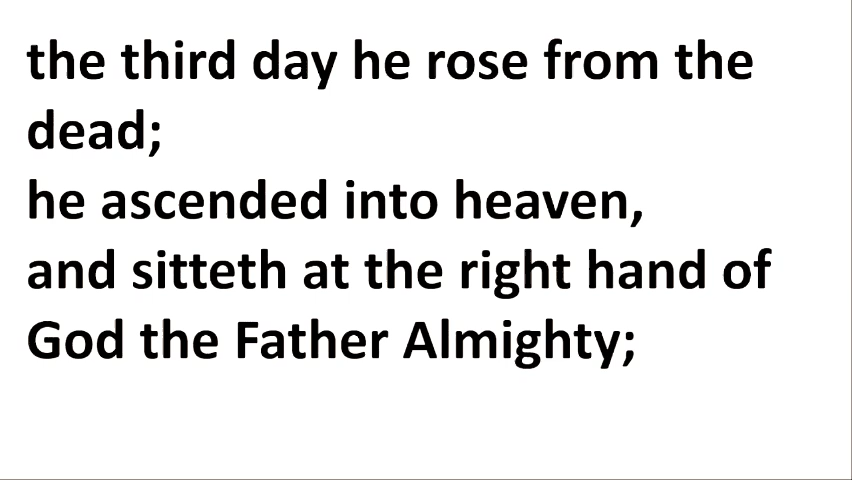 the third day he rose from the
dead;
he ascended into heaven,
and sitteth at the right hand of
God the Father Almighty;